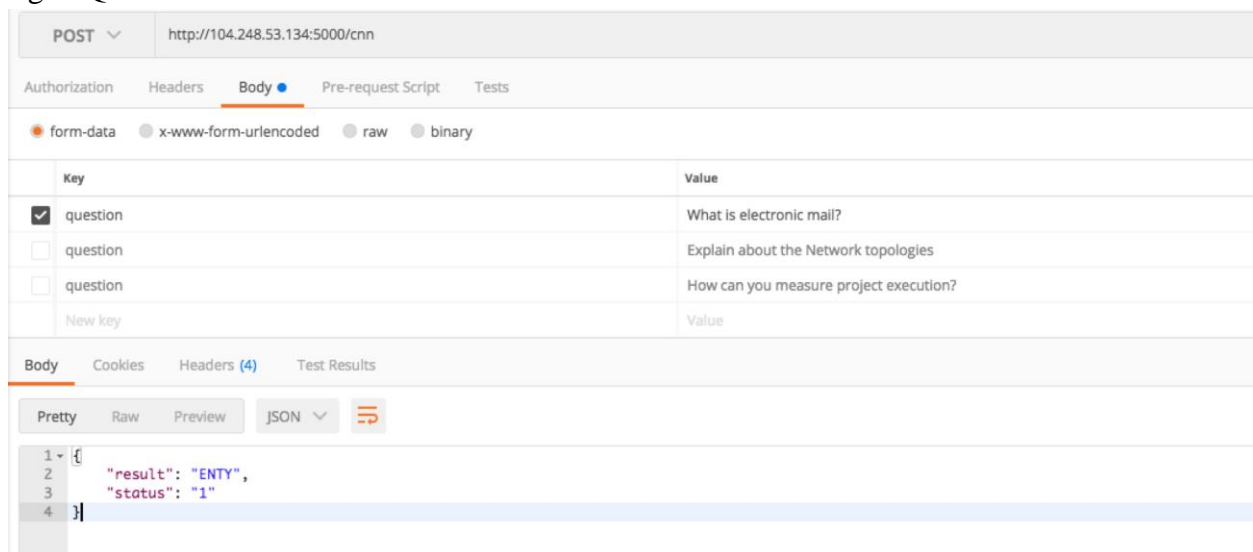 POST http://104.248.53.134:5000/cnn
Authorization Headers Body Pre-request Script Tests
form-data x-www-form-urlencoded raw binary
Key Value
question What is electronic mail?
question Explain about the Network topologies
question How can you measure project execution?
New key Value
Body Cookies Headers (4) Test Results
Pretty Raw Preview JSON
1 {
2 "result": "ENTY",
3 "status": "1"
4 }